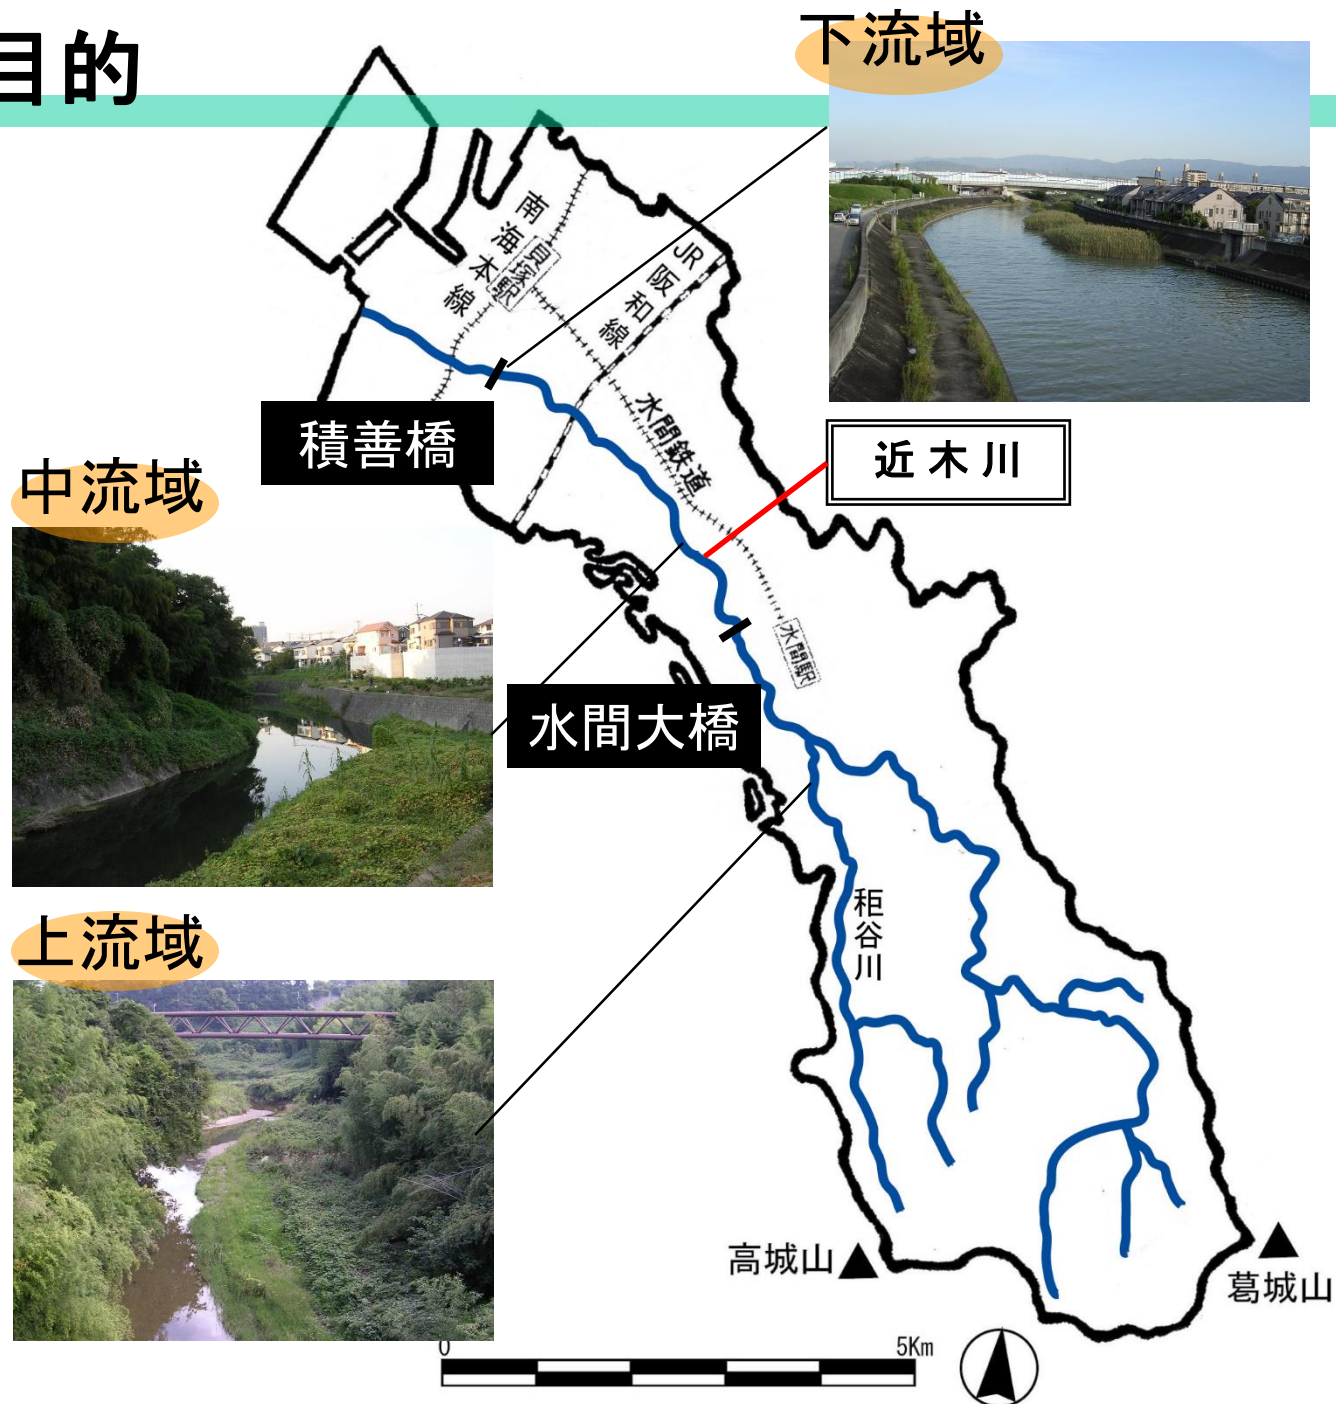 目的
下流域
南海本線
貝塚駅
JR阪和線
水間鉄道
積善橋
近木川
中流域
水間駅
水間大橋
秬谷川
上流域
高城山
葛城山
0
5Km